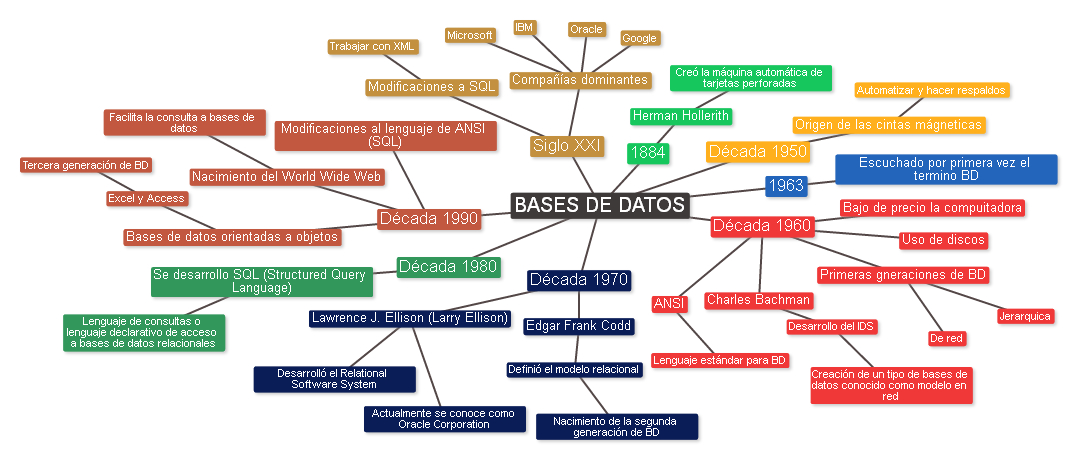 BASES DE DATOS
1884
Herman Hollerith
Creó la máquina automática de
tarjetas perforadas
Década 1950
Origen de las cintas mágneticas
Automatizar y hacer respaldos
1963
Escuchado por primera vez el
termino BD
Década 1960
Bajo de precio la compuitadora
Uso de discos
Primeras gneraciones de BD
Jerarquica
De red
Charles Bachman
Desarrollo del IDS
Creación de un tipo de bases de
datos conocido como modelo en
red
ANSI
Lenguaje estándar para BD
Década 1970
Edgar Frank Codd
Definió el modelo relacional
Nacimiento de la segunda
generación de BD
Lawrence J. Ellison (Larry Ellison)
Desarrolló el Relational
Software System
Actualmente se conoce como
Oracle Corporation
Década 1980
Se desarrollo SQL (Structured Query
Language)
Lenguaje de consultas o
lenguaje declarativo de acceso
a bases de datos relacionales
Década 1990
Bases de datos orientadas a objetos
Excel y Access
Tercera generación de BD
Nacimiento del World Wide Web
Facilita la consulta a bases de
datos
Modificaciones al lenguaje de ANSI
(SQL)
Siglo XXI
Modificaciones a SQL
Trabajar con XML
Compañías dominantes
Microsoft
IBM
Oracle
Google